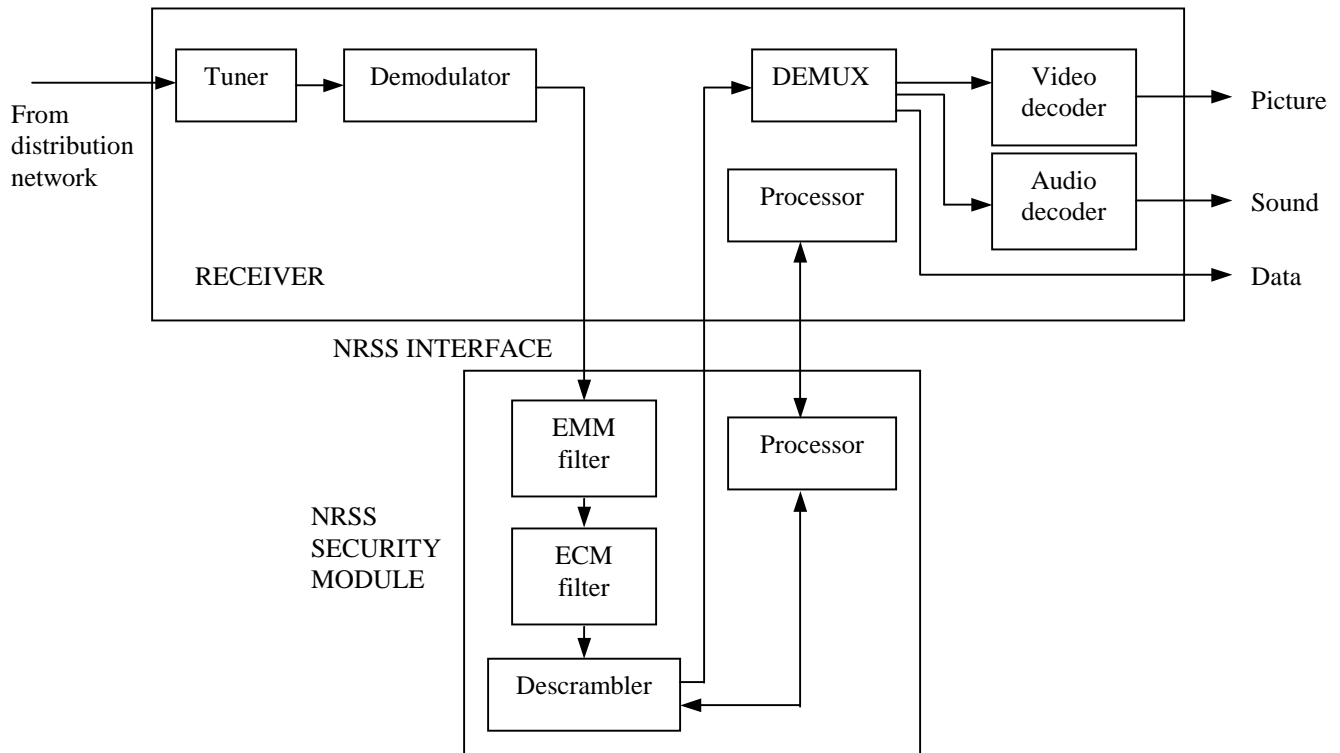 Tuner
Demodulator
DEMUX
Video
decoder
Picture
From
distribution
network
Audio
decoder
Sound
Processor
RECEIVER
Data
NRSS INTERFACE
EMM
filter
Processor
NRSS
SECURITY
MODULE
ECM
filter
Descrambler